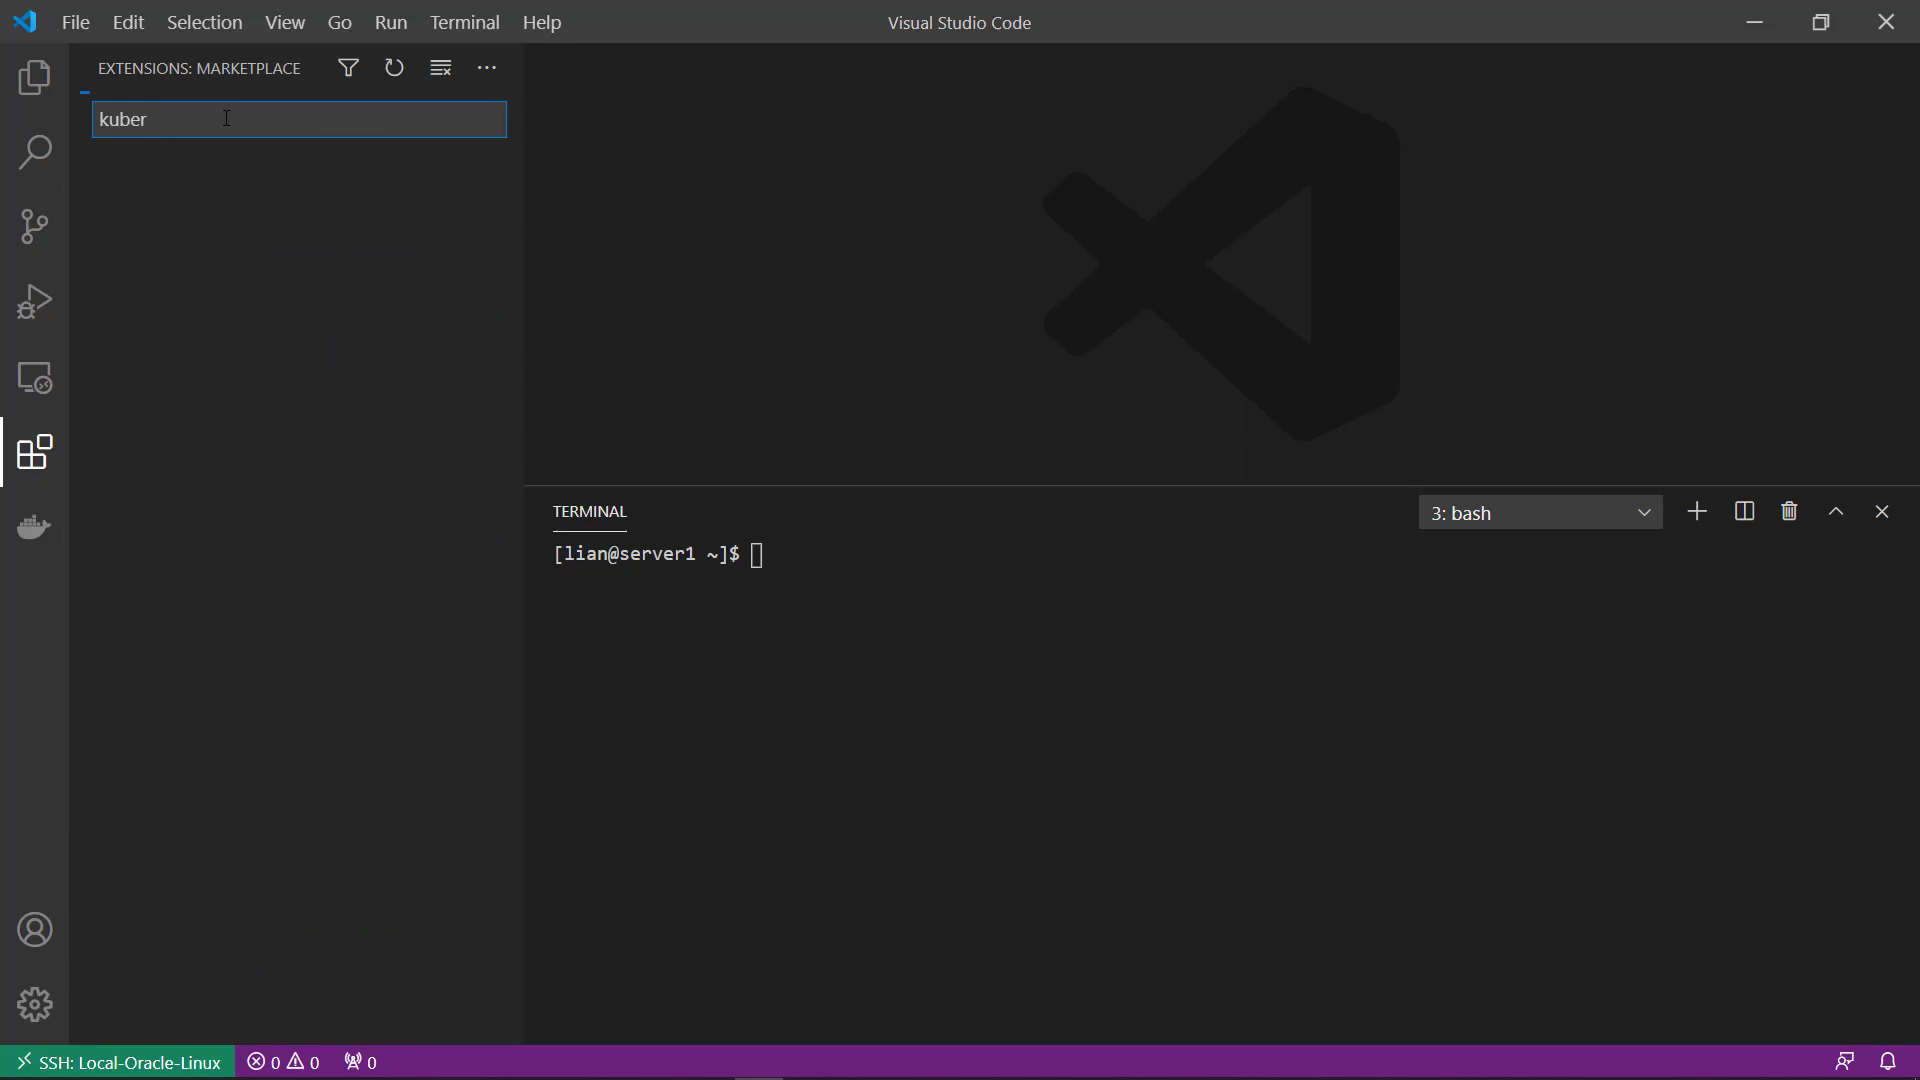 File Edit Selection View Go Run Terminal Help
Visual Studio Code
EXTENSIONS: MARKETPLACE
kuber
TERMINAL
3: bash
[lian@server1 ~]$
SSH: Local-Oracle-Linux
0 0 0